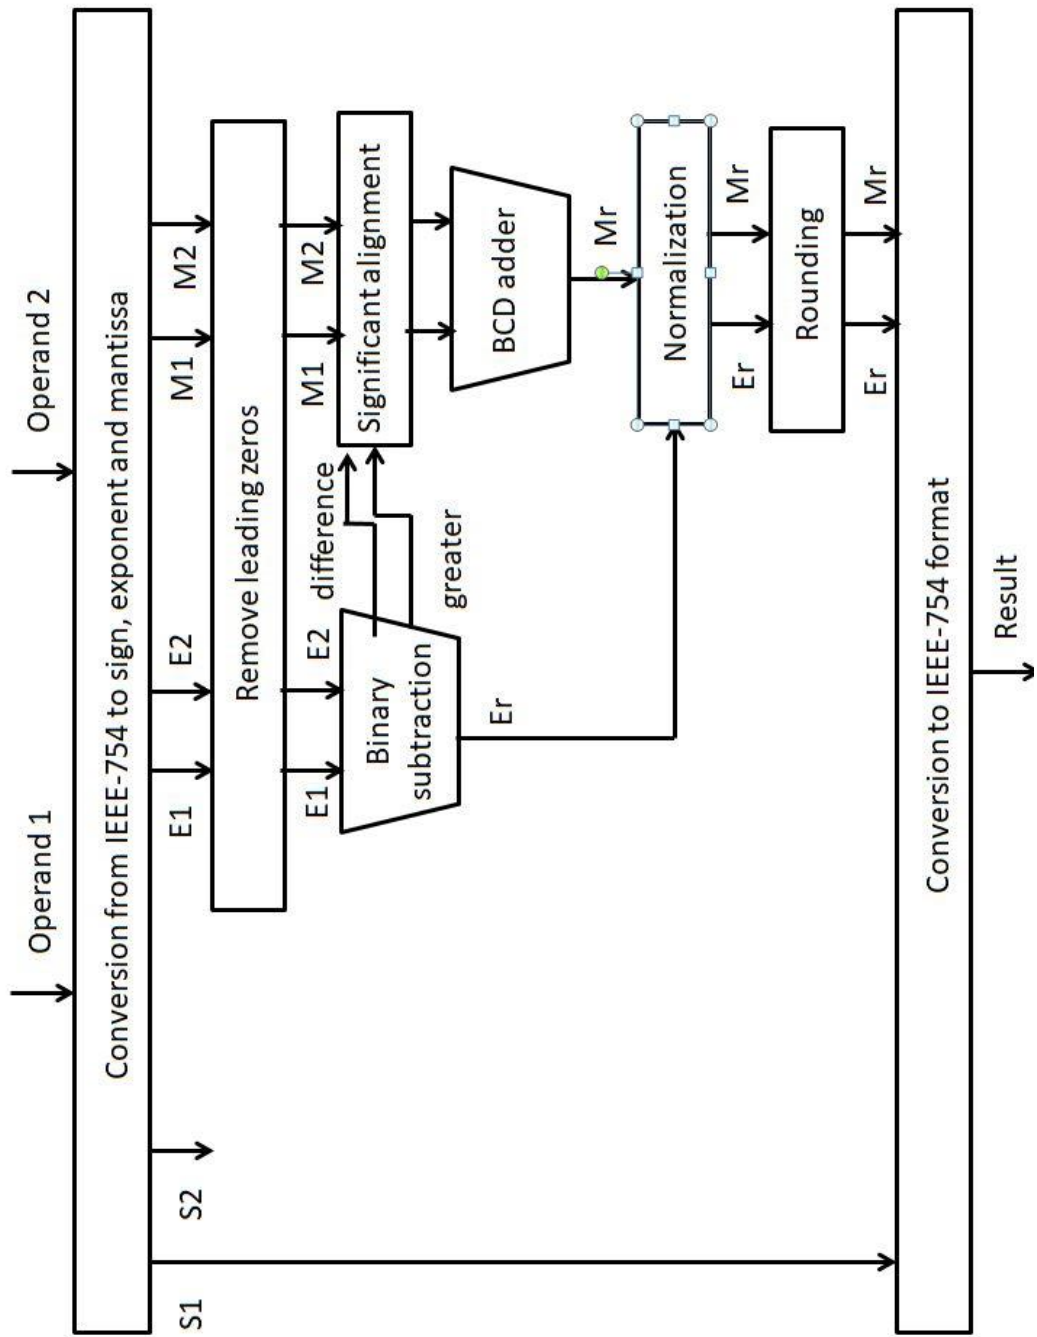 Operand 1
Operand 2
Conversion from IEEE-754 to sign, exponent and mantissa
S1
S2
E1
E2
M1
M2
Remove leading zeros
E1
E2
M1
M2
Binary
subtraction
difference
greater
Significant alignment
BCD adder
Er
Mr
Normalization
Er
Mr
Rounding
Er
Mr
Conversion to IEEE-754 format
Result